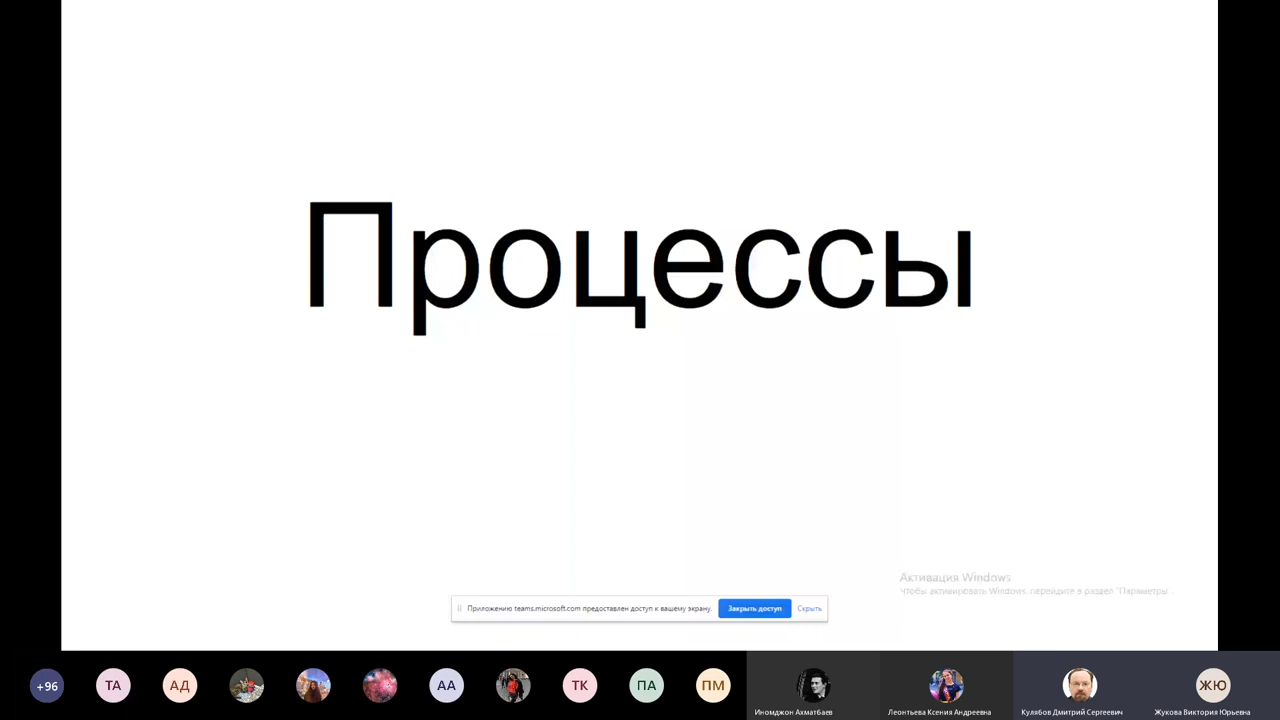 Процессы
Активация Windows
Чтобы активировать Windows, перейдите в раздел "Параметры".
Приложению teams.microsoft.com предоставлен доступ к вашему экрану.
Закрыть доступ
Скрыть
+96
ТА
АД
АА
ТК
ПА
ПМ
ЖЮ
Иномджон Ахматбаев
Леонтьева Ксения Андреевна
Кулябов Дмитрий Сергеевич
Жукова Виктория Юрьевна